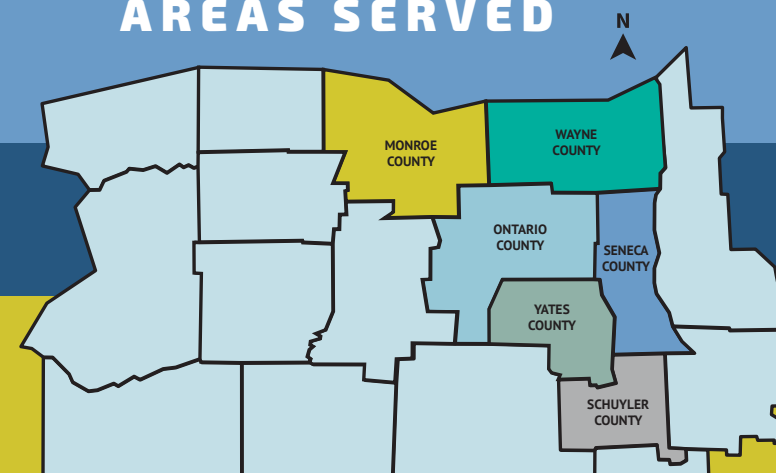 AREAS SERVED
N
MONROE
COUNTY
WAYNE
COUNTY
ONTARIO
COUNTY
SENECA
COUNTY
YATES
COUNTY
SCHUYLER
COUNTY